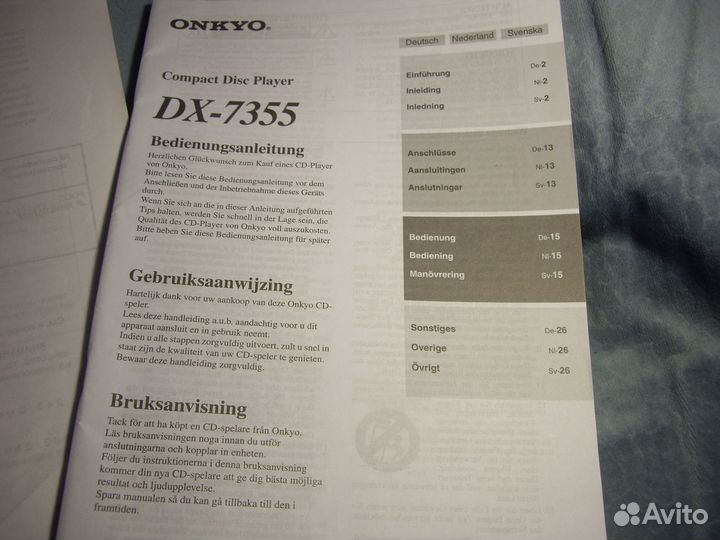 ONKYO®
Compact Disc Player
DX-7355
Bedienungsanleitung
Herzlichen Glückwunsch zum Kauf eines CD-Player
von Onkyo.
Bitte lesen Sie diese Bedienungsanleitung vor dem
Anschließen und der Inbetriebnahme dieses Geräts
durch.
Wenn Sie sich an die in dieser Anleitung aufgeführten
Tips halten, werden Sie schnell in der Lage sein, die
Qualität des CD-Player von Onkyo voll auszukosten.
Bitte heben Sie diese Bedienungsanleitung für später
auf.
Gebruiksaanwijzing
Hartelijk dank voor uw aankoop van deze Onkyo CD-
speler.
Lees deze handleiding a.u.b. aandachtig voor u dit
apparaat aansluit en in gebruik neemt.
Indien u alle stappen zorgvuldig uitvoert, zult u snel in
staat zijn de kwaliteit van uw CD-speler te genieten.
Bewaar deze handleiding zorgvuldig.
Bruksanvisning
Tack för att ha köpt en CD-spelare från Onkyo.
Läs bruksanvisningen noga innan du utför
anslutningarna och kopplar in enheten.
Följer du instruktionerna i denna bruksanvisning
kommer din nya CD-spelare att ge dig bästa möjliga
resultat och ljudupplevelse.
Spara manualen så du kan gå tillbaka till den i
framtiden.
Deutsch Nederland Svenska
Einführung De-2
Inleiding Nl-2
Inledning Sv-2
Anschlüsse De-13
Aansluitingen Nl-13
Anslutningar Sv-13
Bedienung De-15
Bediening Nl-15
Manövrering Sv-15
Sonstiges De-26
Overige Nl-26
Övrigt Sv-26
Avito